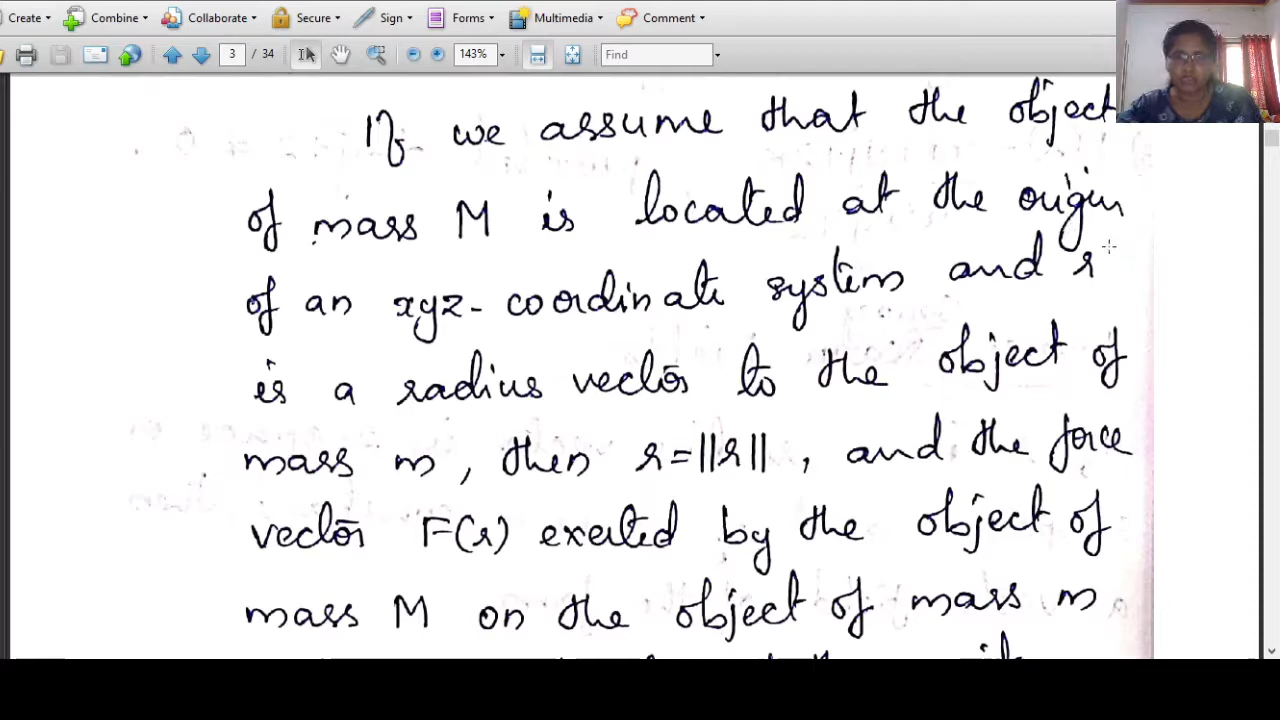 Create Combine Collaborate Secure Sign Forms Multimedia Comment
3 / 34 143% Find
If we assume that the object
of mass M is located at the origin
of an xyz-coordinate system and r
is a radius vector to the object of
mass m, then r=||r||, and the force
vector F(r) exerted by the object of
mass M on the object of mass m